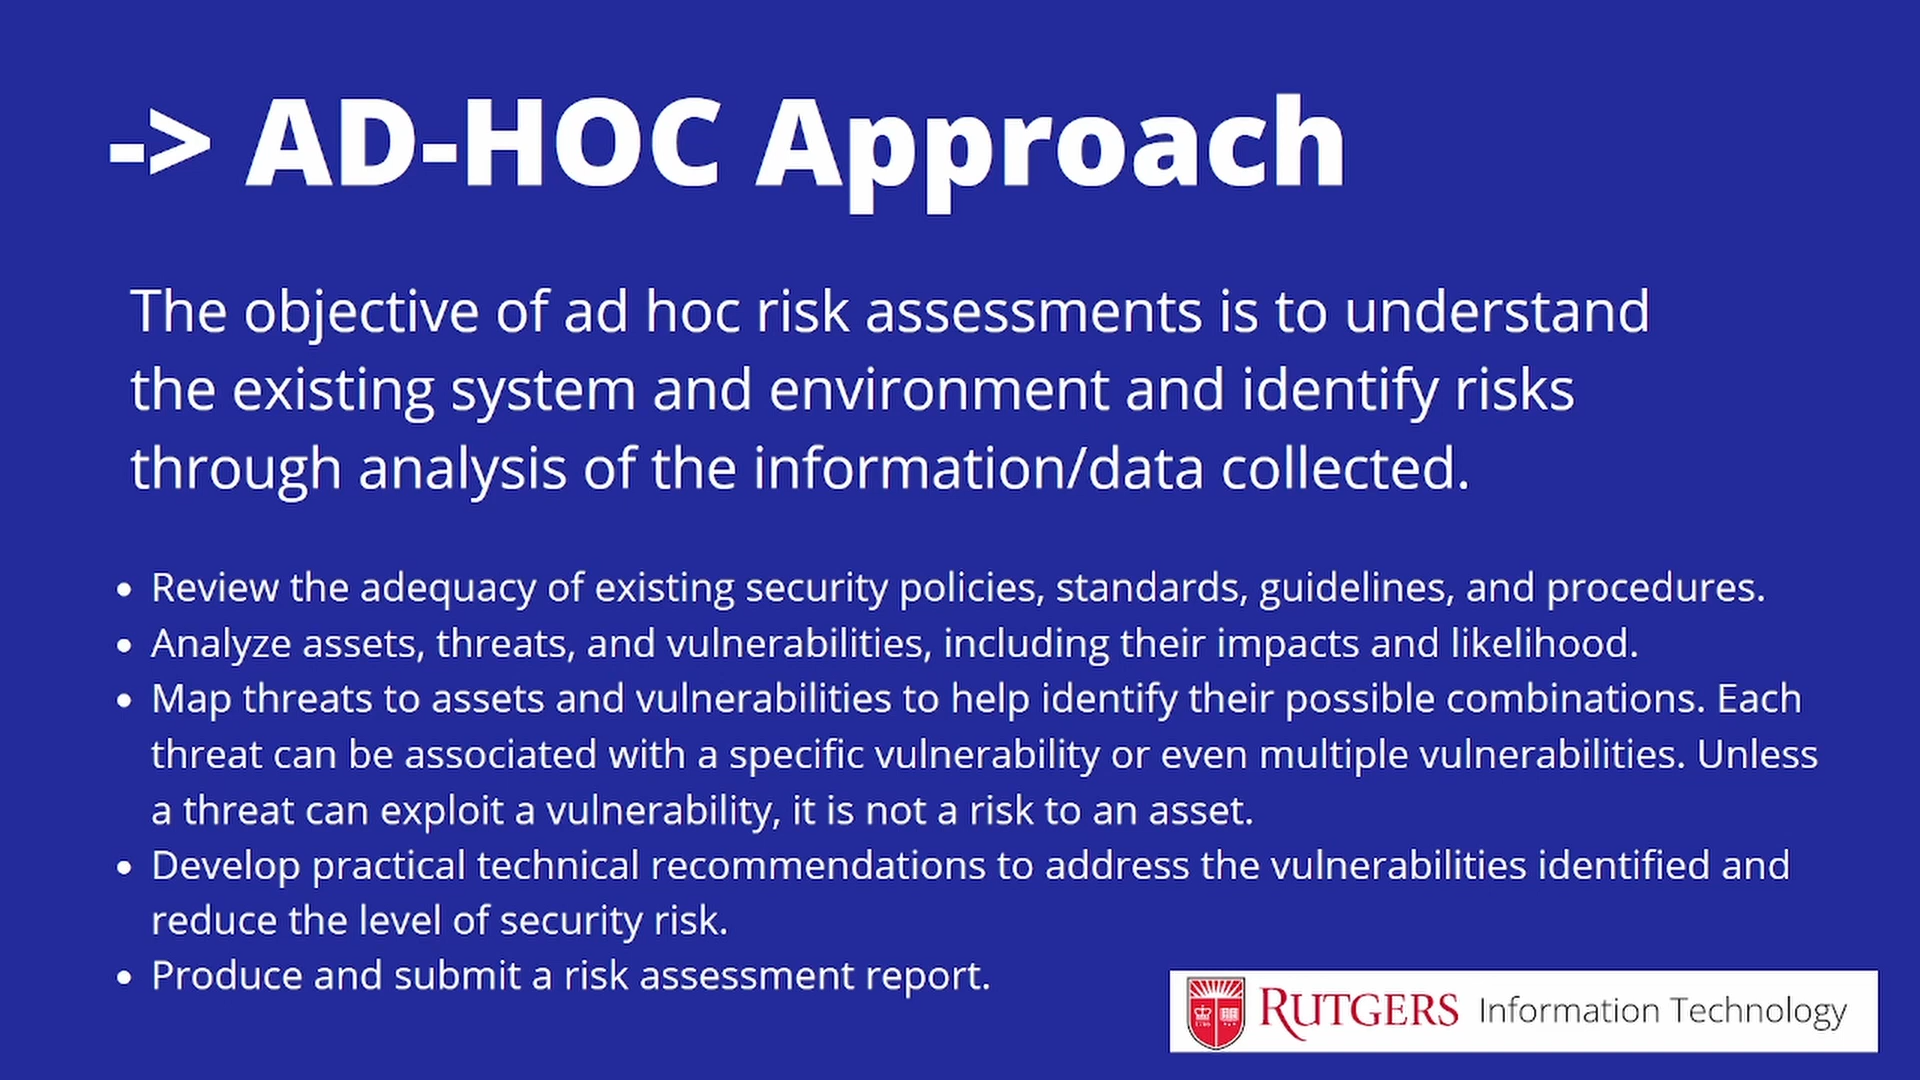 -> AD-HOC Approach
The objective of ad hoc risk assessments is to understand
the existing system and environment and identify risks
through analysis of the information/data collected.
• Review the adequacy of existing security policies, standards, guidelines, and procedures.
• Analyze assets, threats, and vulnerabilities, including their impacts and likelihood.
• Map threats to assets and vulnerabilities to help identify their possible combinations. Each
threat can be associated with a specific vulnerability or even multiple vulnerabilities. Unless
a threat can exploit a vulnerability, it is not a risk to an asset.
• Develop practical technical recommendations to address the vulnerabilities identified and
reduce the level of security risk.
• Produce and submit a risk assessment report.
RUTGERS Information Technology